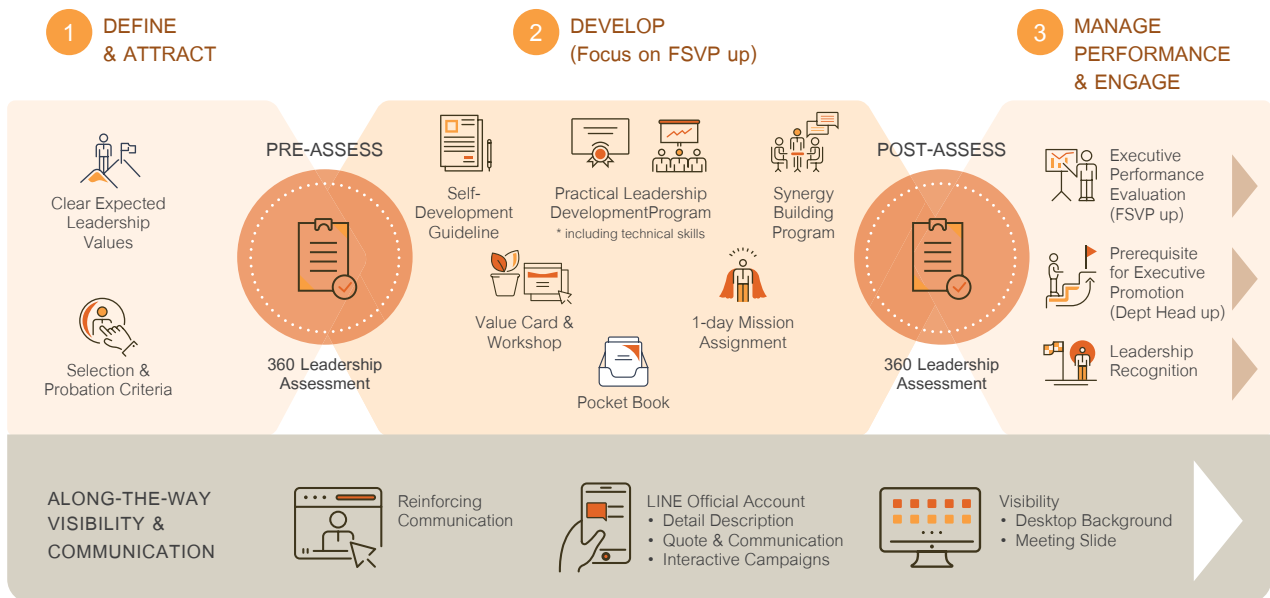 1
DEFINE
& ATTRACT
Clear Expected
Leadership
Values
Selection &
Probation Criteria
PRE-ASSESS
360 Leadership
Assessment
2
DEVELOP
(Focus on FSVP up)
Self-
Development
Guideline
Practical Leadership
DevelopmentProgram
* including technical skills
Synergy
Building
Program
Value Card &
Workshop
1-day Mission
Assignment
Pocket Book
POST-ASSESS
360 Leadership
Assessment
3
MANAGE
PERFORMANCE
& ENGAGE
Executive
Performance
Evaluation
(FSVP up)
Prerequisite
for Executive
Promotion
(Dept Head up)
Leadership
Recognition
ALONG-THE-WAY
VISIBILITY &
COMMUNICATION
Reinforcing
Communication
LINE Official Account
• Detail Description
• Quote & Communication
• Interactive Campaigns
Visibility
• Desktop Background
• Meeting Slide